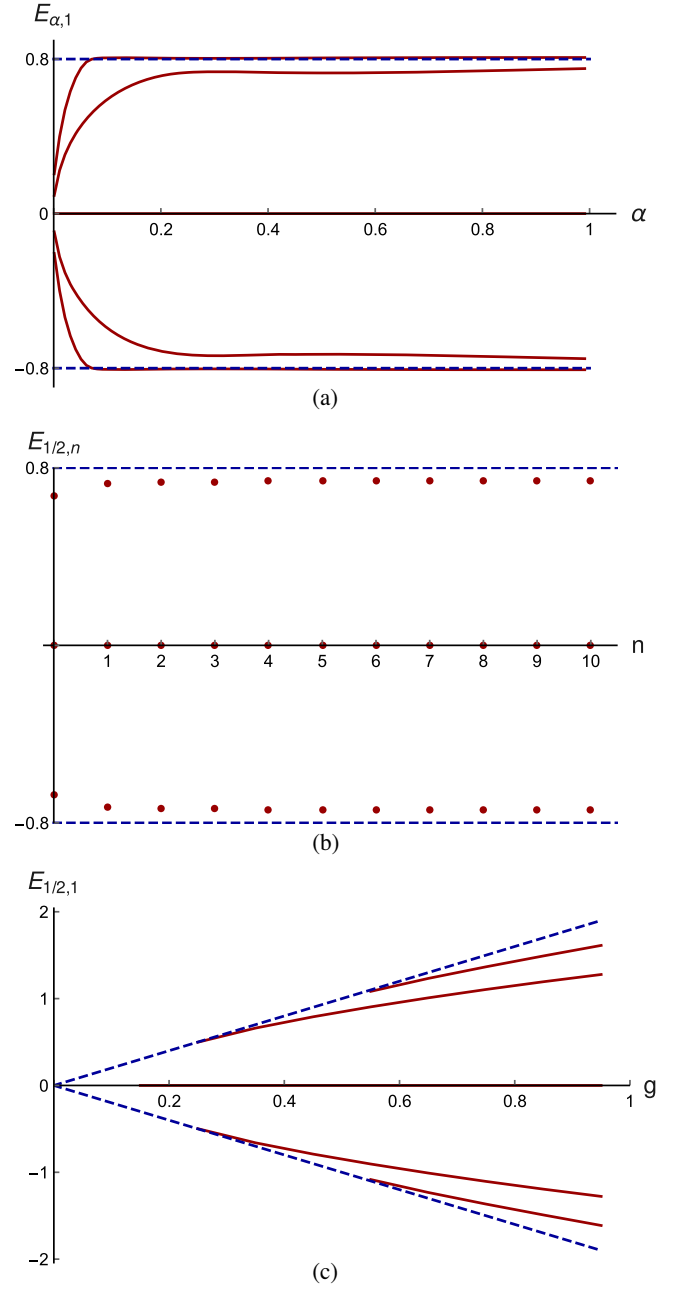 E_{α,1}
0.8
0
0.2 0.4 0.6 0.8 1 α
−0.8
(a)
E_{1/2,n}
0.8
1 2 3 4 5 6 7 8 9 10 n
−0.8
(b)
E_{1/2,1}
2
1
0
0.2 0.4 0.6 0.8 1 g
−1
−2
(c)